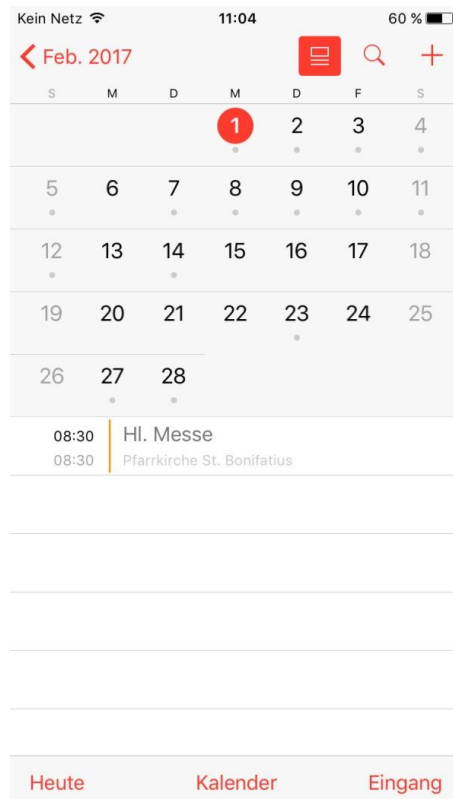 Kein Netz 11:04 60 %
Feb. 2017
S M D M D F S
1 2 3 4
5 6 7 8 9 10 11
12 13 14 15 16 17 18
19 20 21 22 23 24 25
26 27 28
08:30 Hl. Messe
08:30 Pfarrkirche St. Bonifatius
Heute Kalender Eingang